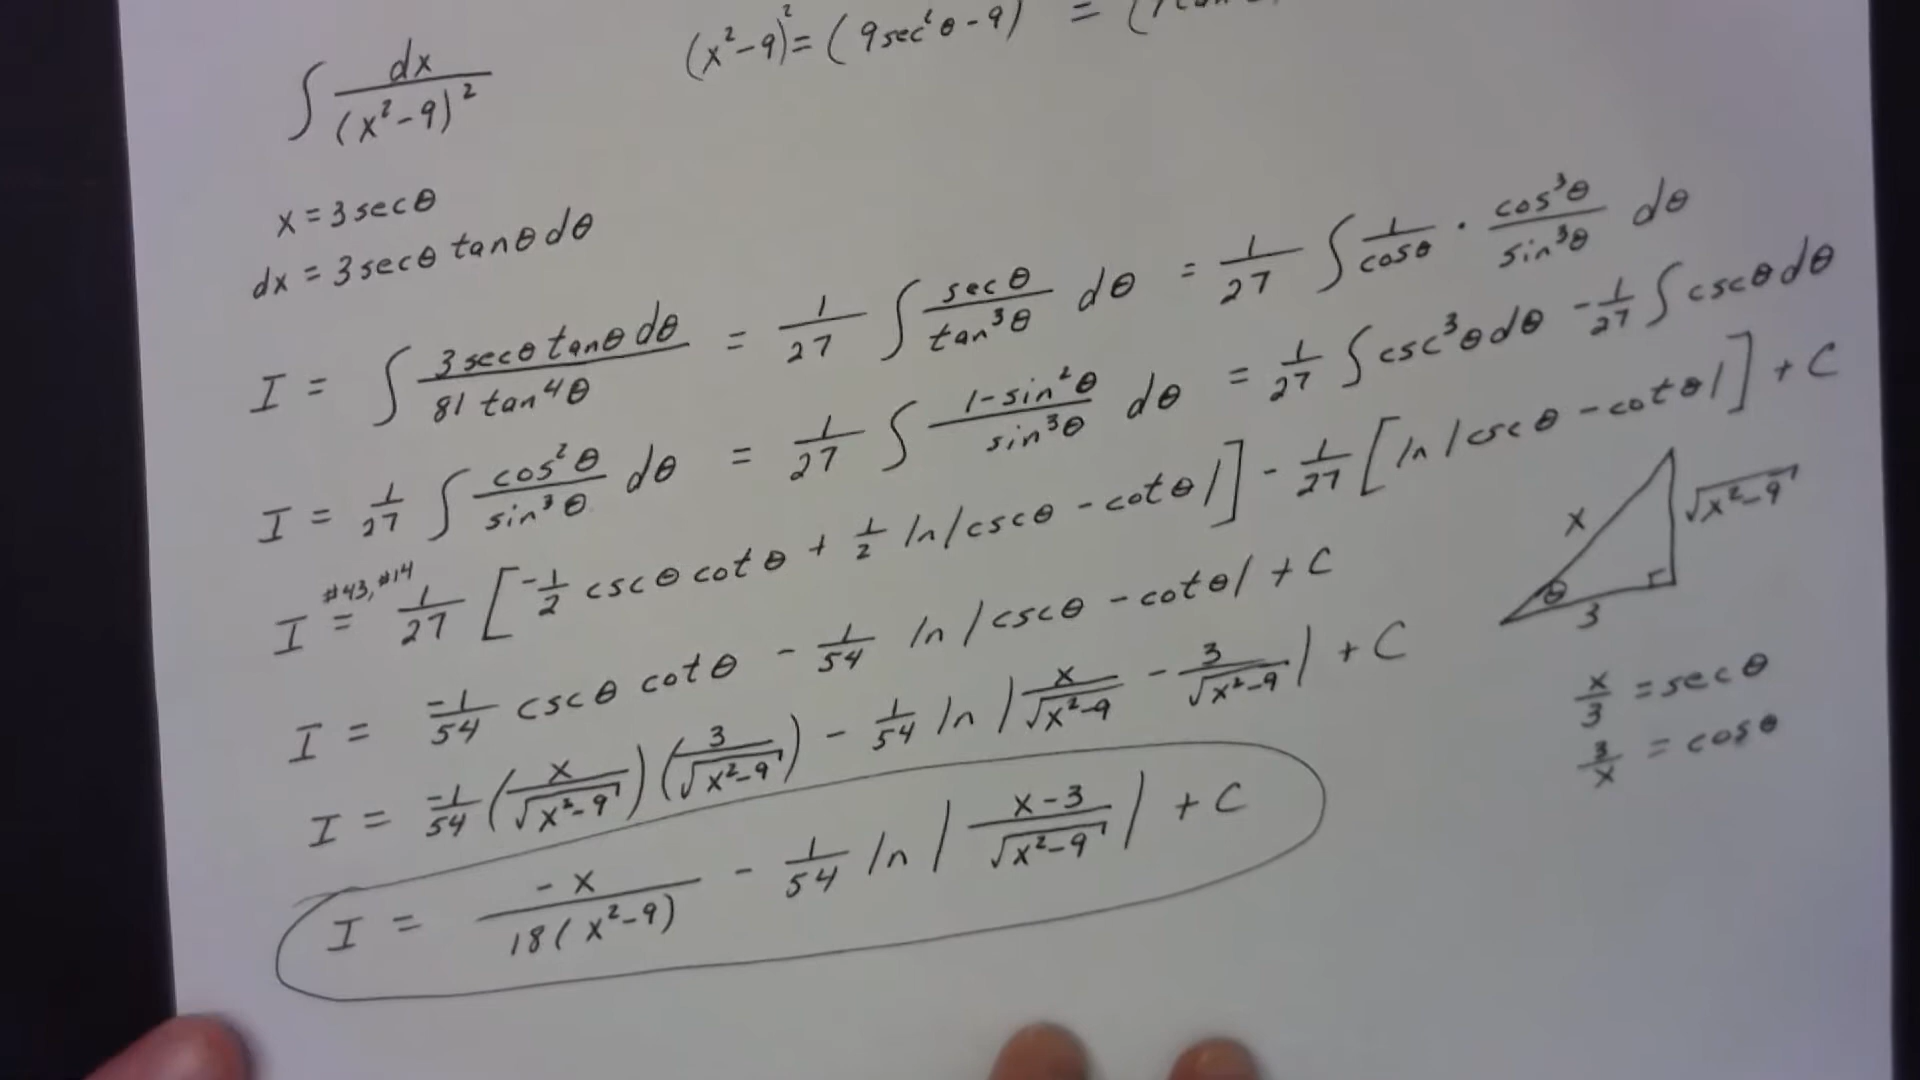 ∫ dx/(x²-9)²
(x²-9)² = (9sec²θ-9)² = (
x = 3secθ
dx = 3secθ tanθ dθ
I = ∫ 3secθ tanθ dθ / 81 tan⁴θ = 1/27 ∫ secθ/tan³θ dθ = 1/27 ∫ 1/cosθ · cos³θ/sin³θ dθ
I = 1/27 ∫ cos²θ/sin³θ dθ = 1/27 ∫ (1-sin²θ)/sin³θ dθ = 1/27 ∫ csc³θ dθ - 1/27 ∫ cscθ dθ
#43, #14
I = 1/27 [-1/2 cscθ cotθ + 1/2 ln|cscθ - cotθ|] - 1/27 [ln|cscθ - cotθ|] + C
I = -1/54 cscθ cotθ - 1/54 ln|cscθ - cotθ| + C
I = -1/54 (x/√(x²-9)) (3/√(x²-9)) - 1/54 ln|x/√(x²-9) - 3/√(x²-9)| + C
I = -x/18(x²-9) - 1/54 ln|(x-3)/√(x²-9)| + C
x
√(x²-9)
θ
3
x/3 = secθ
3/x = cosθ